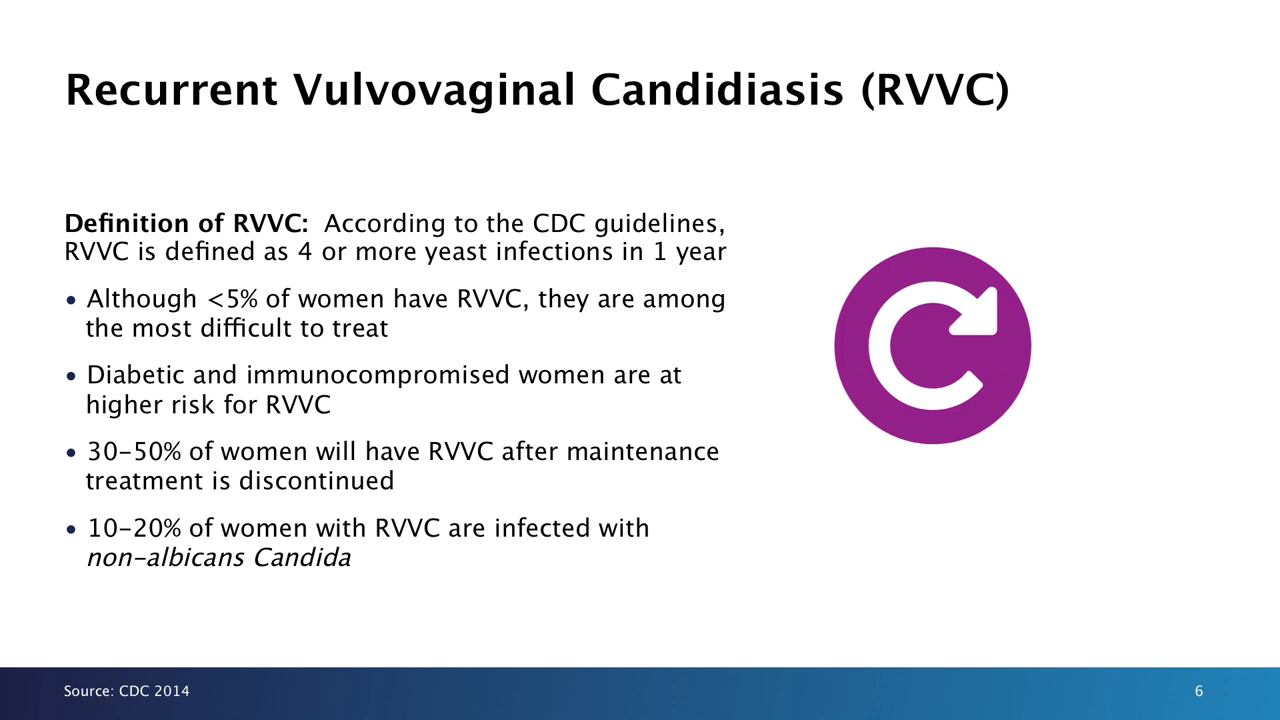 Recurrent Vulvovaginal Candidiasis (RVVC)
Definition of RVVC: According to the CDC guidelines,
RVVC is defined as 4 or more yeast infections in 1 year
• Although <5% of women have RVVC, they are among
the most difficult to treat
• Diabetic and immunocompromised women are at
higher risk for RVVC
• 30–50% of women will have RVVC after maintenance
treatment is discontinued
• 10–20% of women with RVVC are infected with
non-albicans Candida
Source: CDC 2014
6